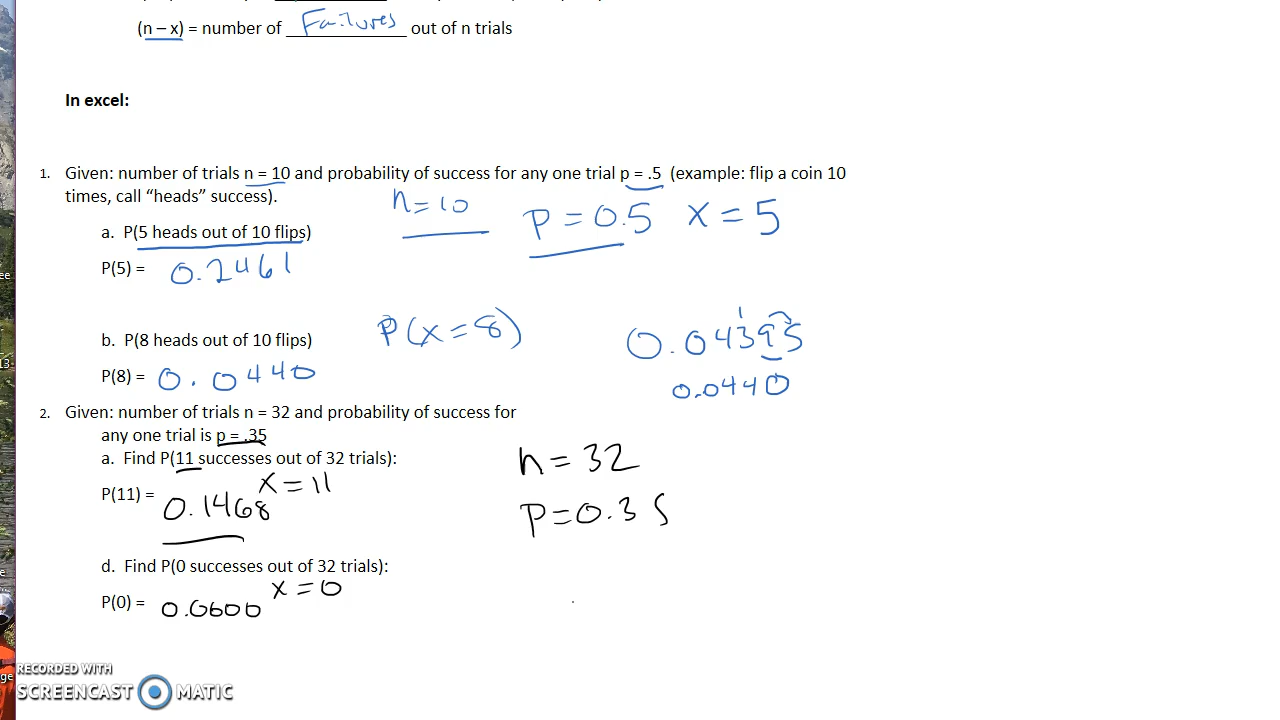 (n – x) = number of Failures out of n trials
In excel:
1. Given: number of trials n = 10 and probability of success for any one trial p = .5 (example: flip a coin 10
times, call “heads” success).
n = 10 p = 0.5 x = 5
a. P(5 heads out of 10 flips)
P(5) = 0.2461
b. P(8 heads out of 10 flips) P(x = 8) 0.04395
1
P(8) = 0.0440 0.0440
2. Given: number of trials n = 32 and probability of success for
any one trial is p = .35
a. Find P(11 successes out of 32 trials): n = 32
x = 11
P(11) = 0.1468 p = 0.35
d. Find P(0 successes out of 32 trials):
x = 0
P(0) = 0.0000
RECORDED WITH
SCREENCAST MATIC